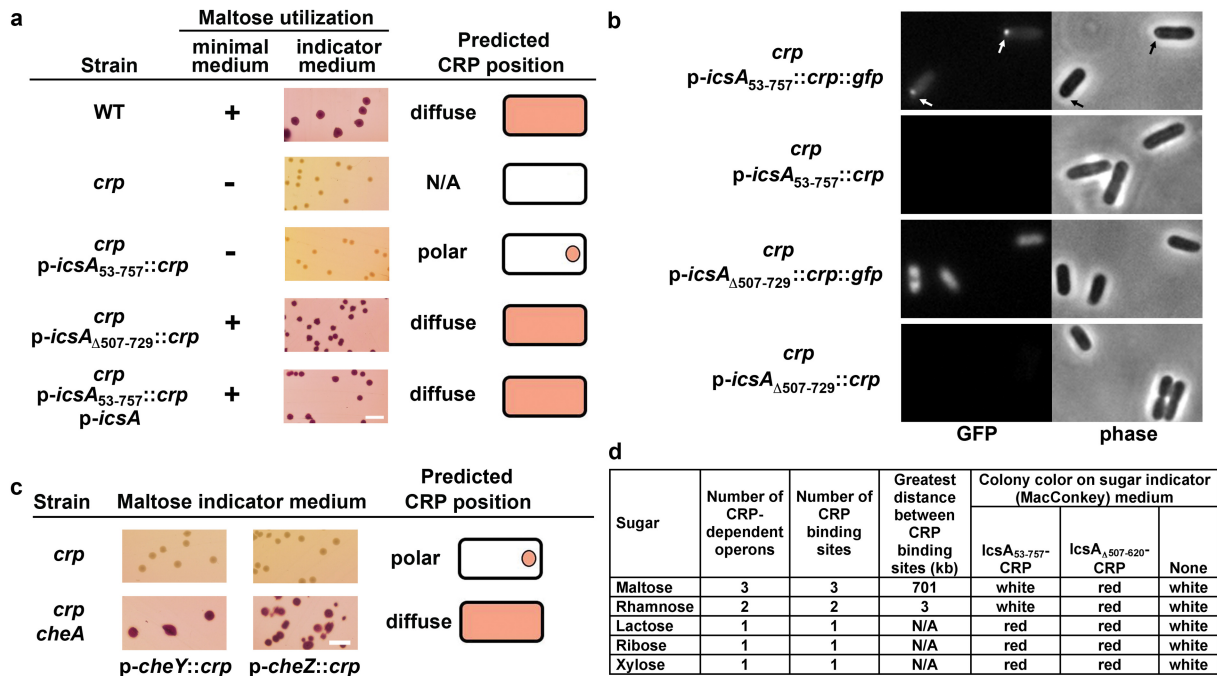 a
Maltose utilization
Strain
minimal
medium
indicator
medium
Predicted
CRP position
WT
+
diffuse
crp
-
N/A
crp
p-icsA53-757::crp
-
polar
crp
p-icsAΔ507-729::crp
+
diffuse
crp
p-icsA53-757::crp
p-icsA
+
diffuse
b
crp
p-icsA53-757::crp::gfp
crp
p-icsA53-757::crp
crp
p-icsAΔ507-729::crp::gfp
crp
p-icsAΔ507-729::crp
GFP
phase
c
Strain
Maltose indicator medium
Predicted
CRP position
crp
polar
crp
cheA
diffuse
p-cheY::crp
p-cheZ::crp
d
Sugar
Number of
CRP-
dependent
operons
Number of
CRP
binding
sites
Greatest
distance
between
CRP
binding
sites (kb)
Colony color on sugar indicator
(MacConkey) medium
IcsA53-757-
CRP
IcsAΔ507-620-
CRP
None
Maltose 3 3 701 white red white
Rhamnose 2 2 3 white red white
Lactose 1 1 N/A red red white
Ribose 1 1 N/A red red white
Xylose 1 1 N/A red red white